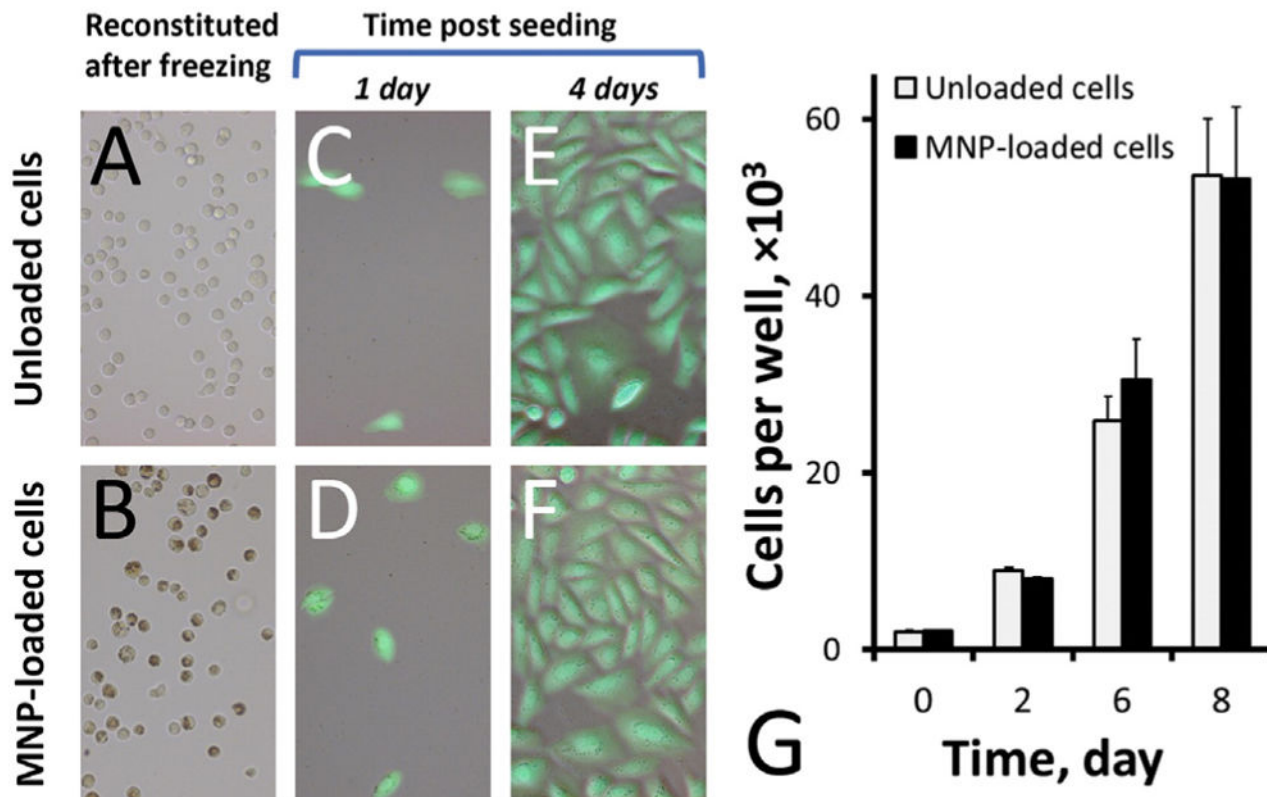 Reconstituted
after freezing
Time post seeding
1 day
4 days
Unloaded cells
A
C
E
MNP-loaded cells
B
D
F
Unloaded cells
MNP-loaded cells
Cells per well, ×10³
60
40
20
0
0 2 6 8
Time, day
G